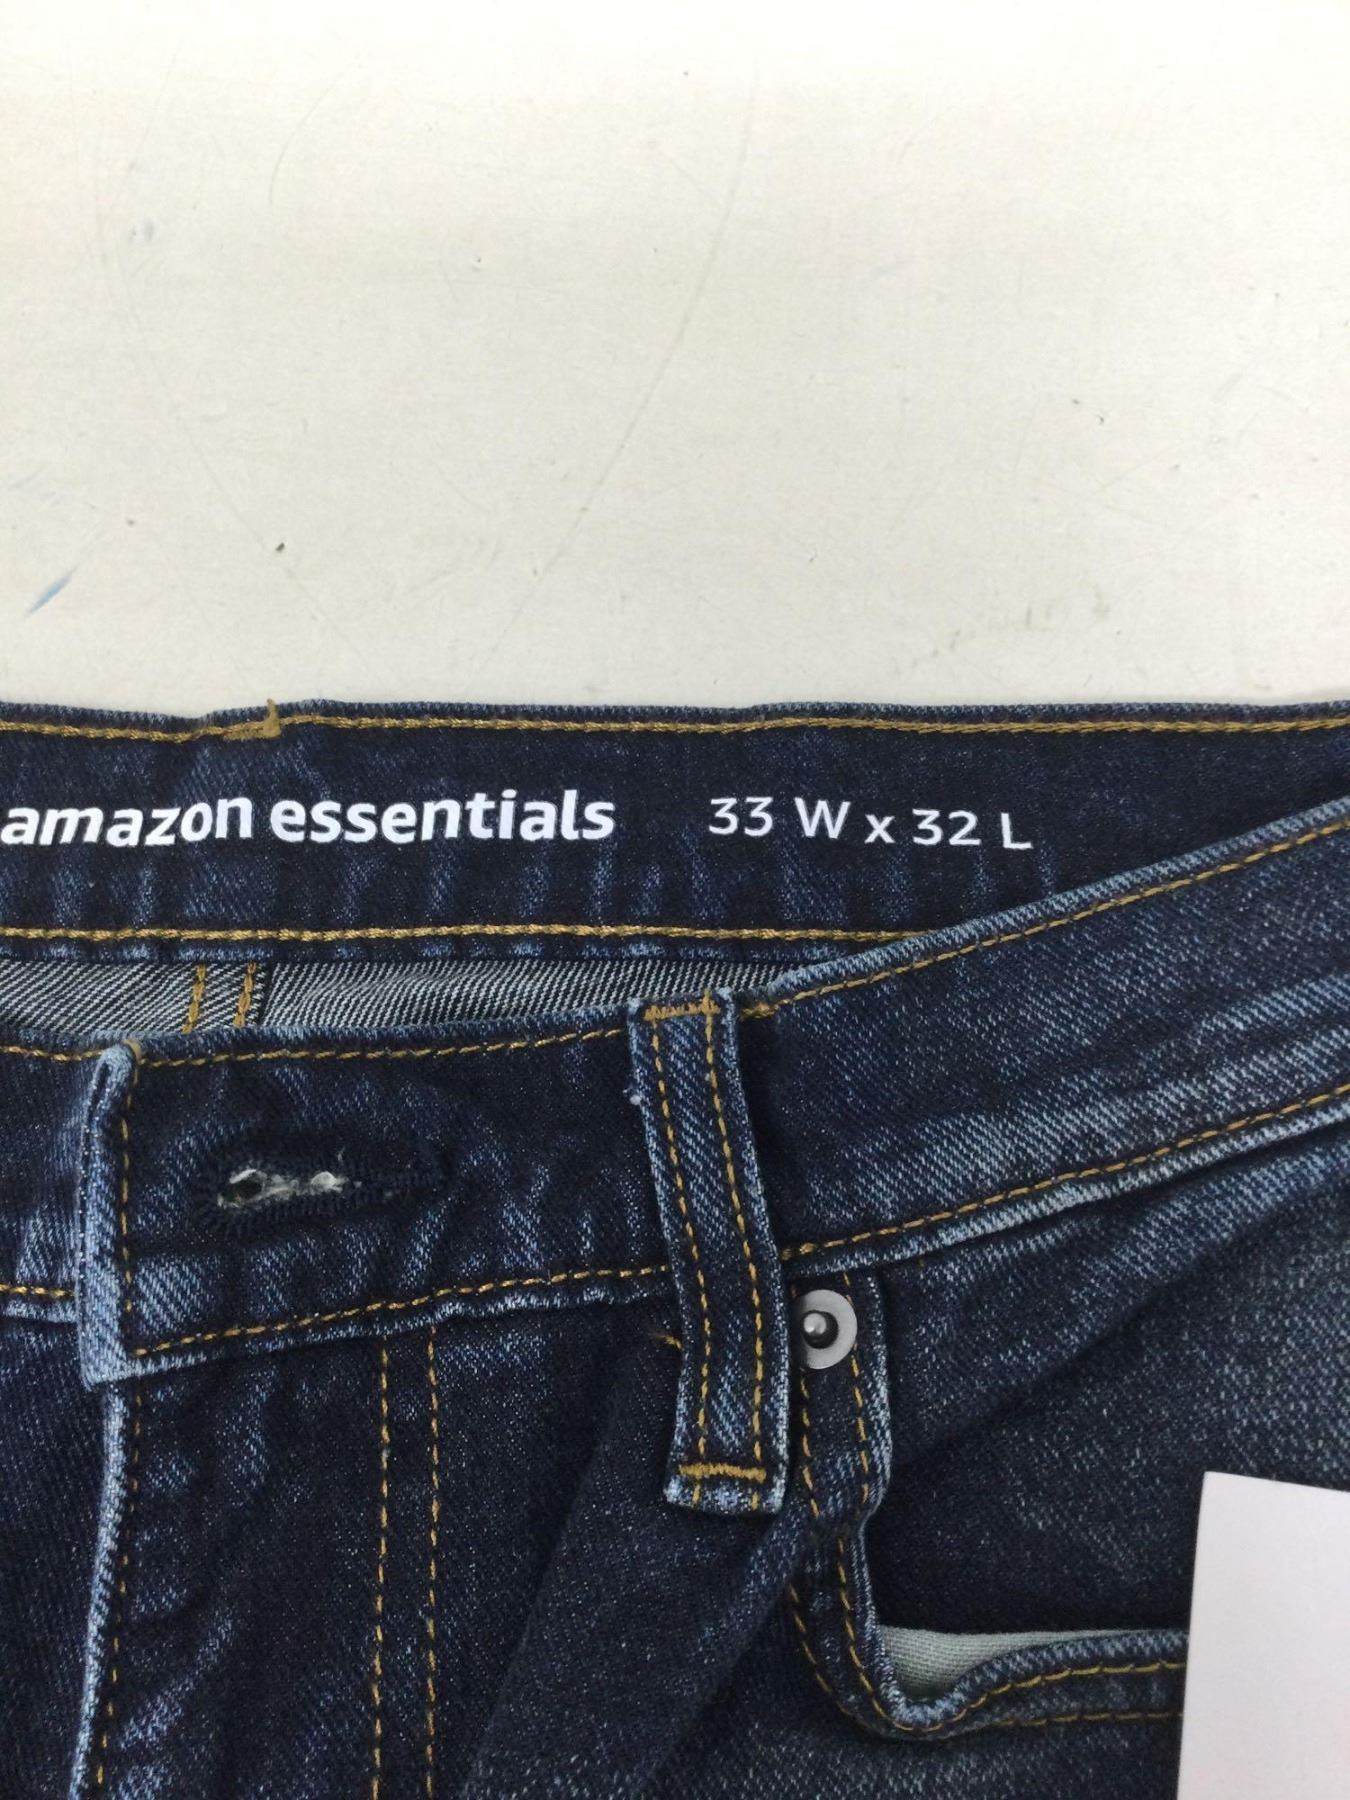 amazon essentials 33 W x 32 L